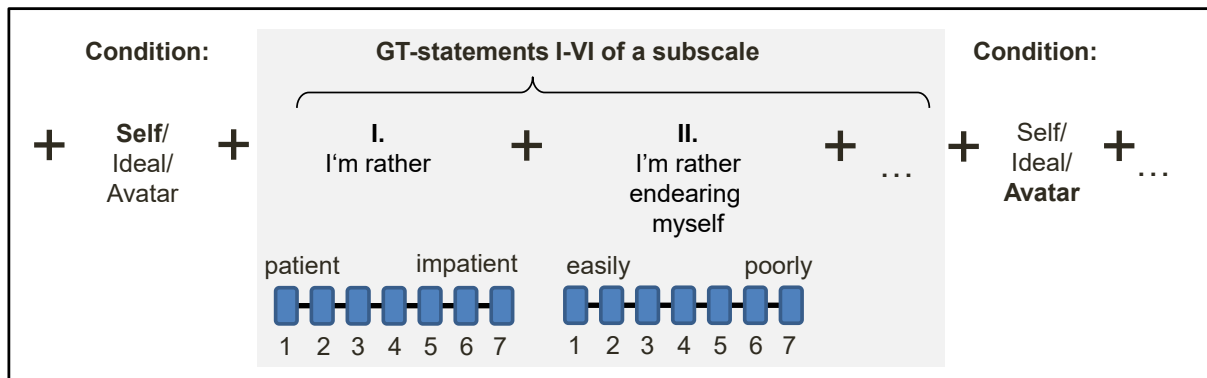 Condition:
GT-statements I-VI of a subscale
Condition:
+ Self/
Ideal/
Avatar
+
I.
I‘m rather
+
II.
I’m rather
endearing
myself
+
...
+
Self/
Ideal/
Avatar
+
...
patient impatient
1 2 3 4 5 6 7
easily poorly
1 2 3 4 5 6 7